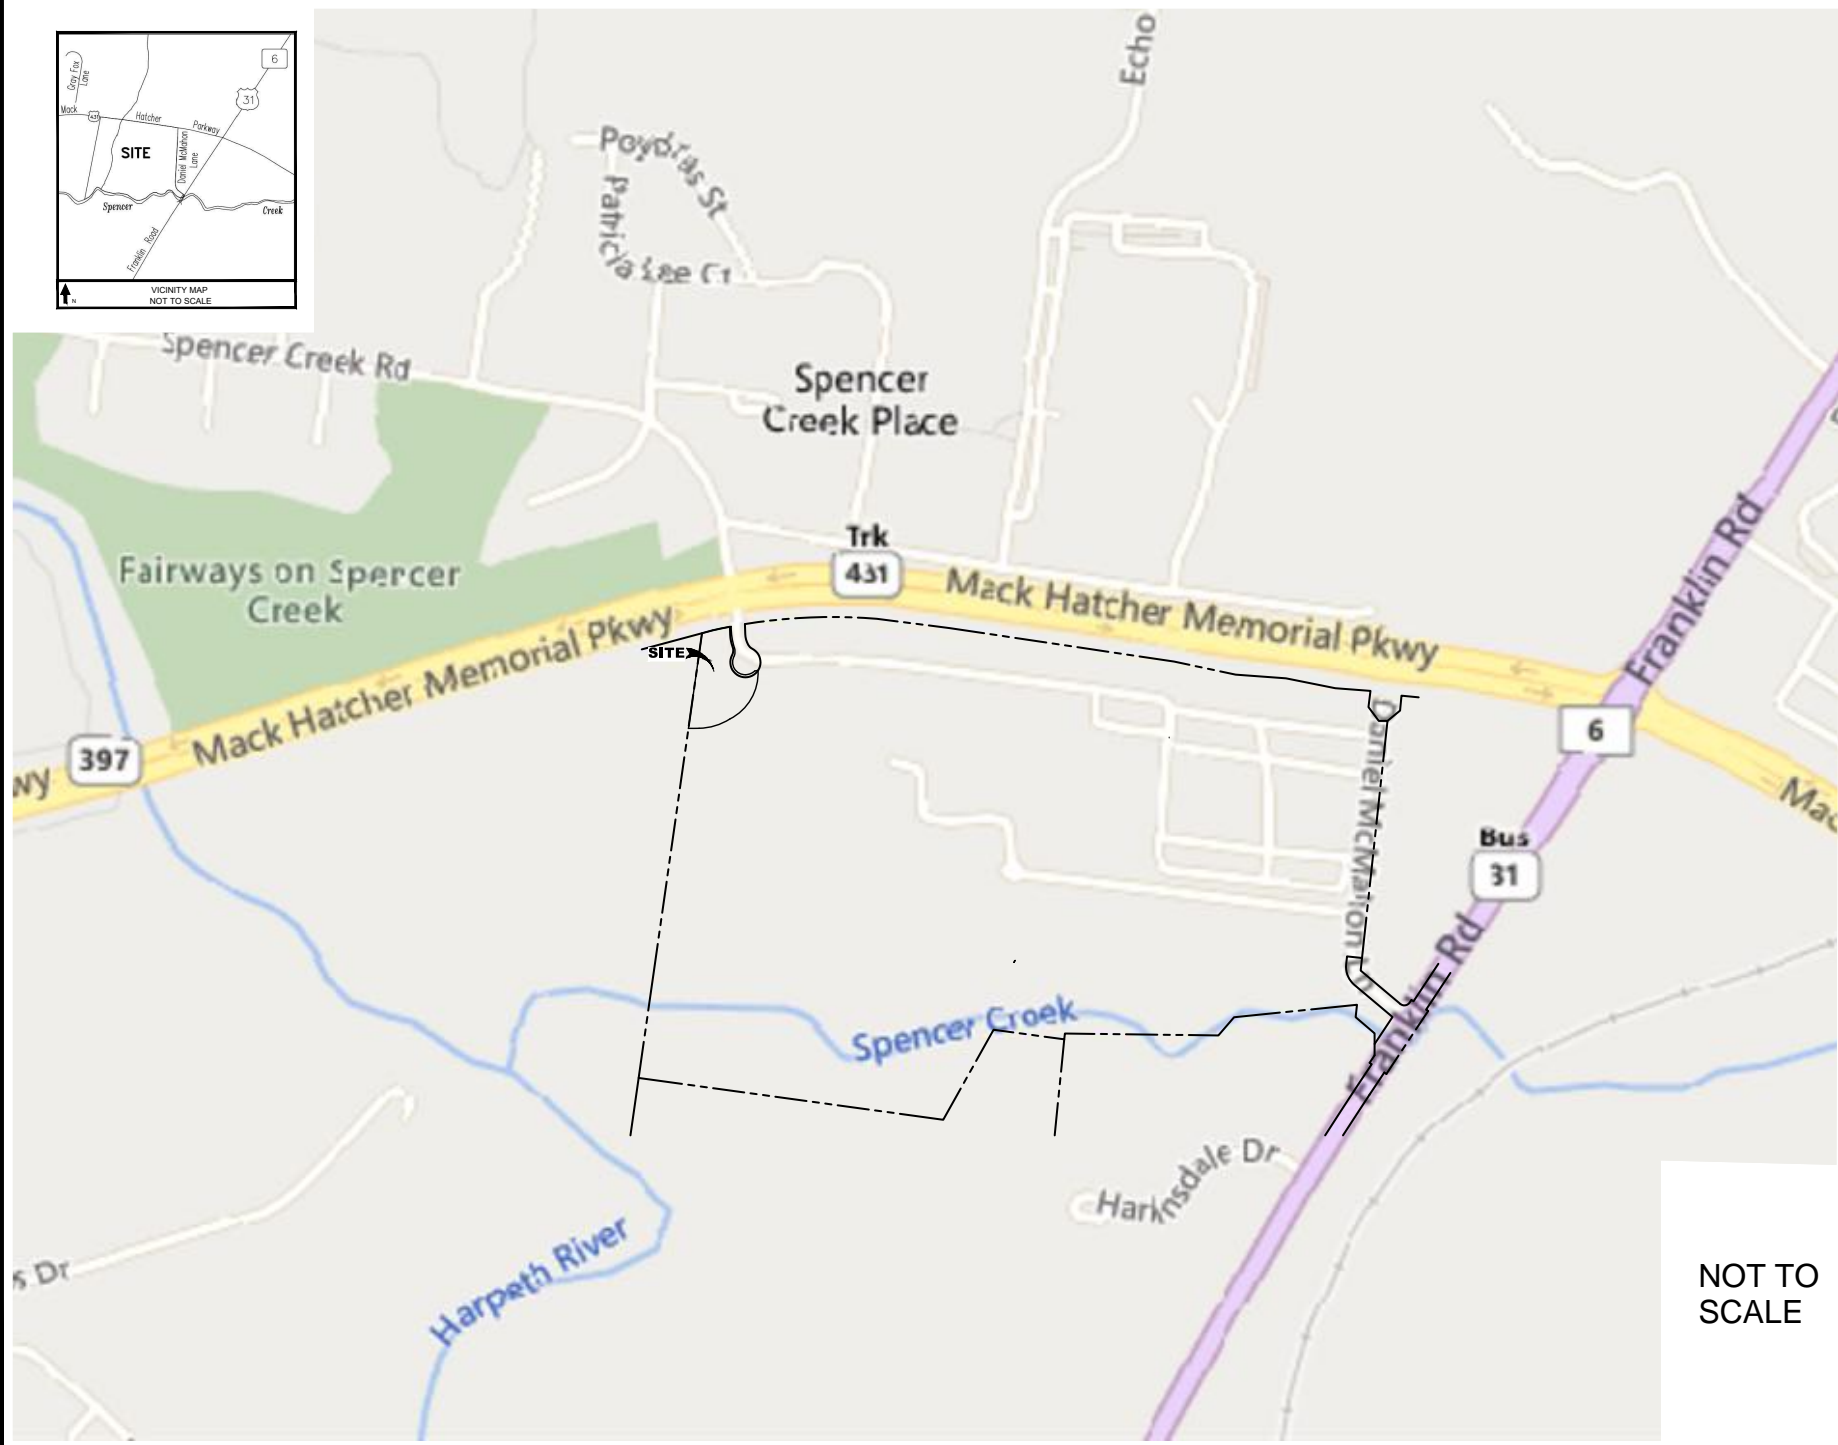 6
31
Gray Fox
Lane
Mack
431
Hatcher
Parkway
SITE
Daniel McMahon
Lane
Spencer
Creek
Franklin Road
N
VICINITY MAP
NOT TO SCALE
Echo
Poydras St
Patricia Lee Ct
Spencer Creek Rd
Spencer
Creek Place
Trk
431
Fairways on Spercer
Creek
Mack Hatcher Memorial Pkwy
Mack Hatcher Memorial Pkwy
Franklin Rd
SITE
6
397
wy
Mac
Daniel McMahon Ln
Bus
31
Franklin Rd
Spencer Croek
Harlinsdale Dr
Harpeth River
s Dr
NOT TO
SCALE